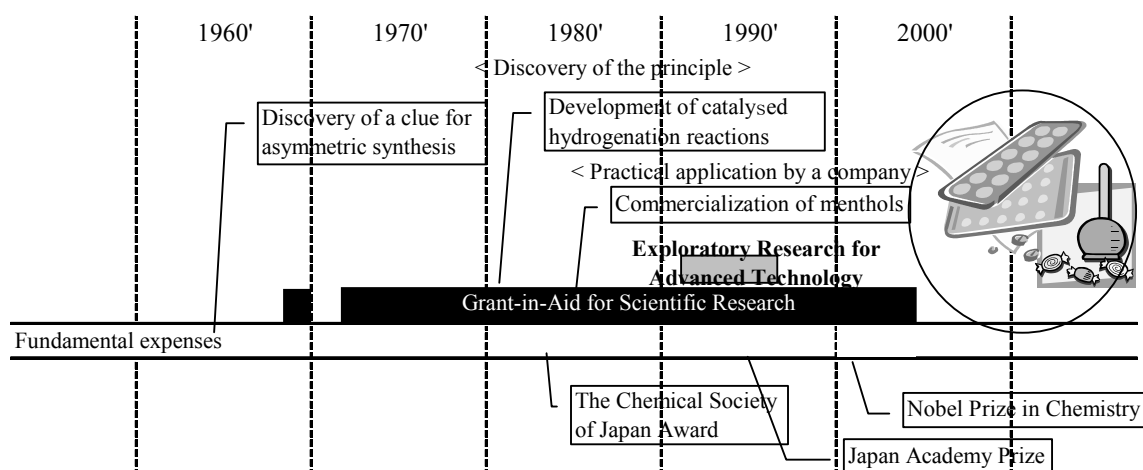 1960' 1970' 1980' 1990' 2000'
< Discovery of the principle >
Discovery of a clue for
asymmetric synthesis
Development of catalysed
hydrogenation reactions
< Practical application by a company >
Commercialization of menthols
Exploratory Research for
Advanced Technology
Grant-in-Aid for Scientific Research
Fundamental expenses
The Chemical Society
of Japan Award
Nobel Prize in Chemistry
Japan Academy Prize